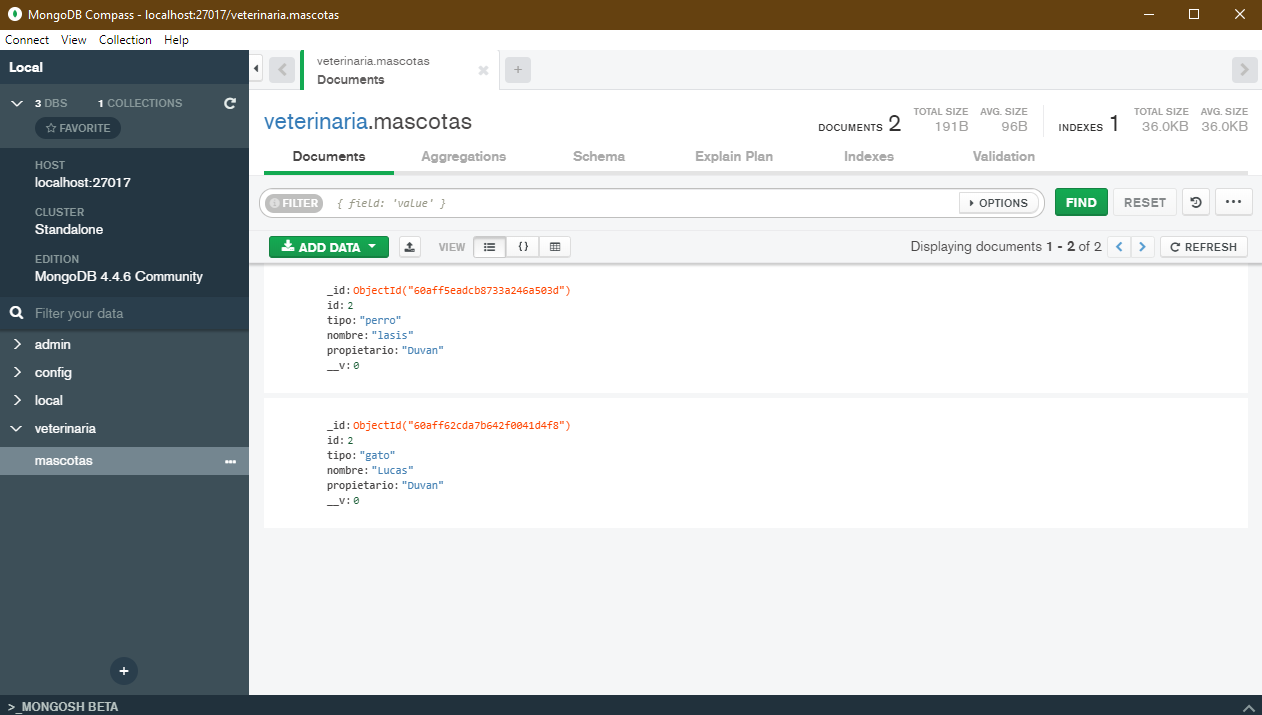 MongoDB Compass - localhost:27017/veterinaria.mascotas
Connect View Collection Help
Local
3 DBS 1 COLLECTIONS
FAVORITE
HOST
localhost:27017
CLUSTER
Standalone
EDITION
MongoDB 4.4.6 Community
Filter your data
admin
config
local
veterinaria
mascotas
>_MONGOSH BETA
veterinaria.mascotas
Documents
veterinaria.mascotas
DOCUMENTS 2 TOTAL SIZE 191B AVG. SIZE 96B INDEXES 1 TOTAL SIZE 36.0KB AVG. SIZE 36.0KB
Documents Aggregations Schema Explain Plan Indexes Validation
FILTER { field: 'value' } OPTIONS FIND RESET
ADD DATA VIEW { } Displaying documents 1 - 2 of 2 REFRESH
_id: ObjectId("60aff5eadcb8733a246a503d")
id: 2
tipo: "perro"
nombre: "lasis"
propietario: "Duvan"
__v: 0
_id: ObjectId("60aff62cda7b642f0041d4f8")
id: 2
tipo: "gato"
nombre: "Lucas"
propietario: "Duvan"
__v: 0